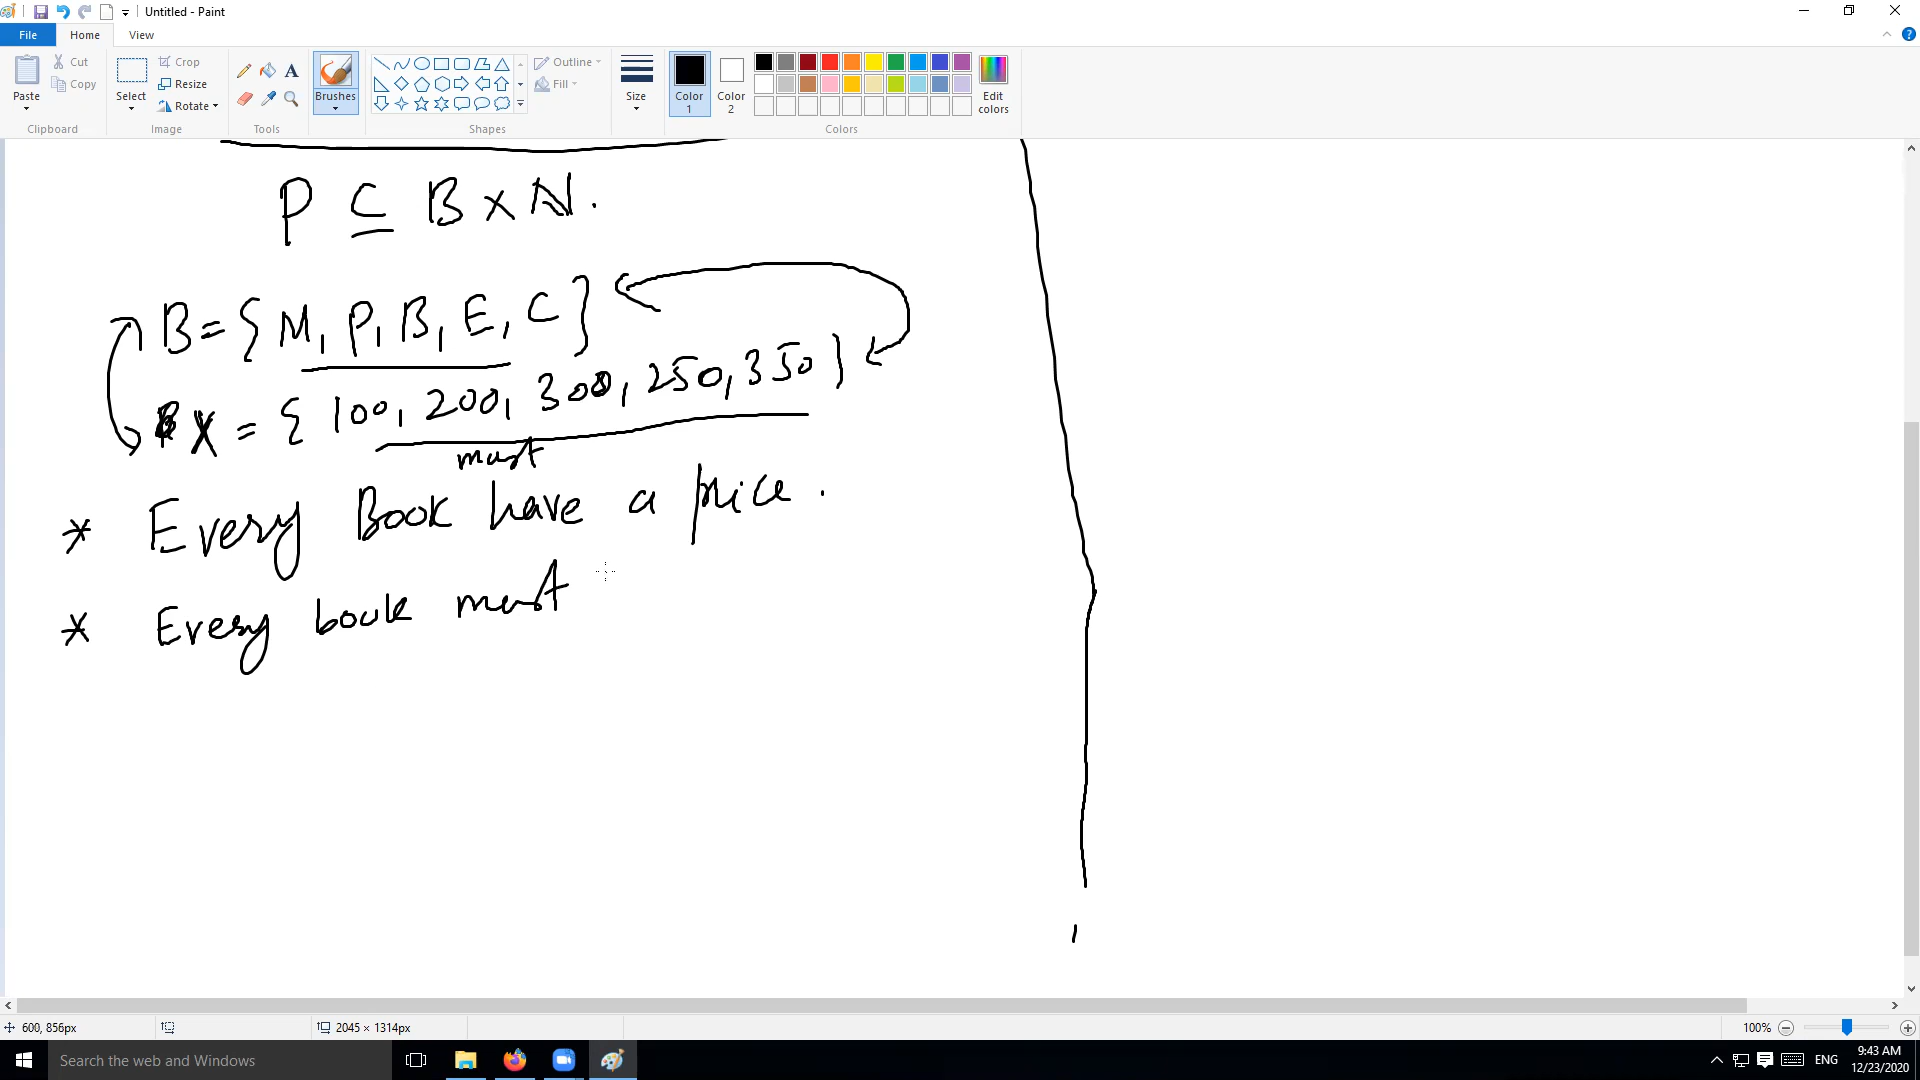 Untitled - Paint
File Home View
Paste Cut Copy Clipboard
Select Crop Resize Rotate Image
Tools
Brushes
Shapes Outline Fill
Size
Color 1 Color 2 Edit colors Colors
P ⊆ B × N.
B = { M, P, B, E, C }
X = { 100, 200, 300, 250, 350 }
must
* Every Book have a price.
* Every book must
600, 856px 2045 × 1314px 100%
Search the web and Windows ENG 9:43 AM
12/23/2020